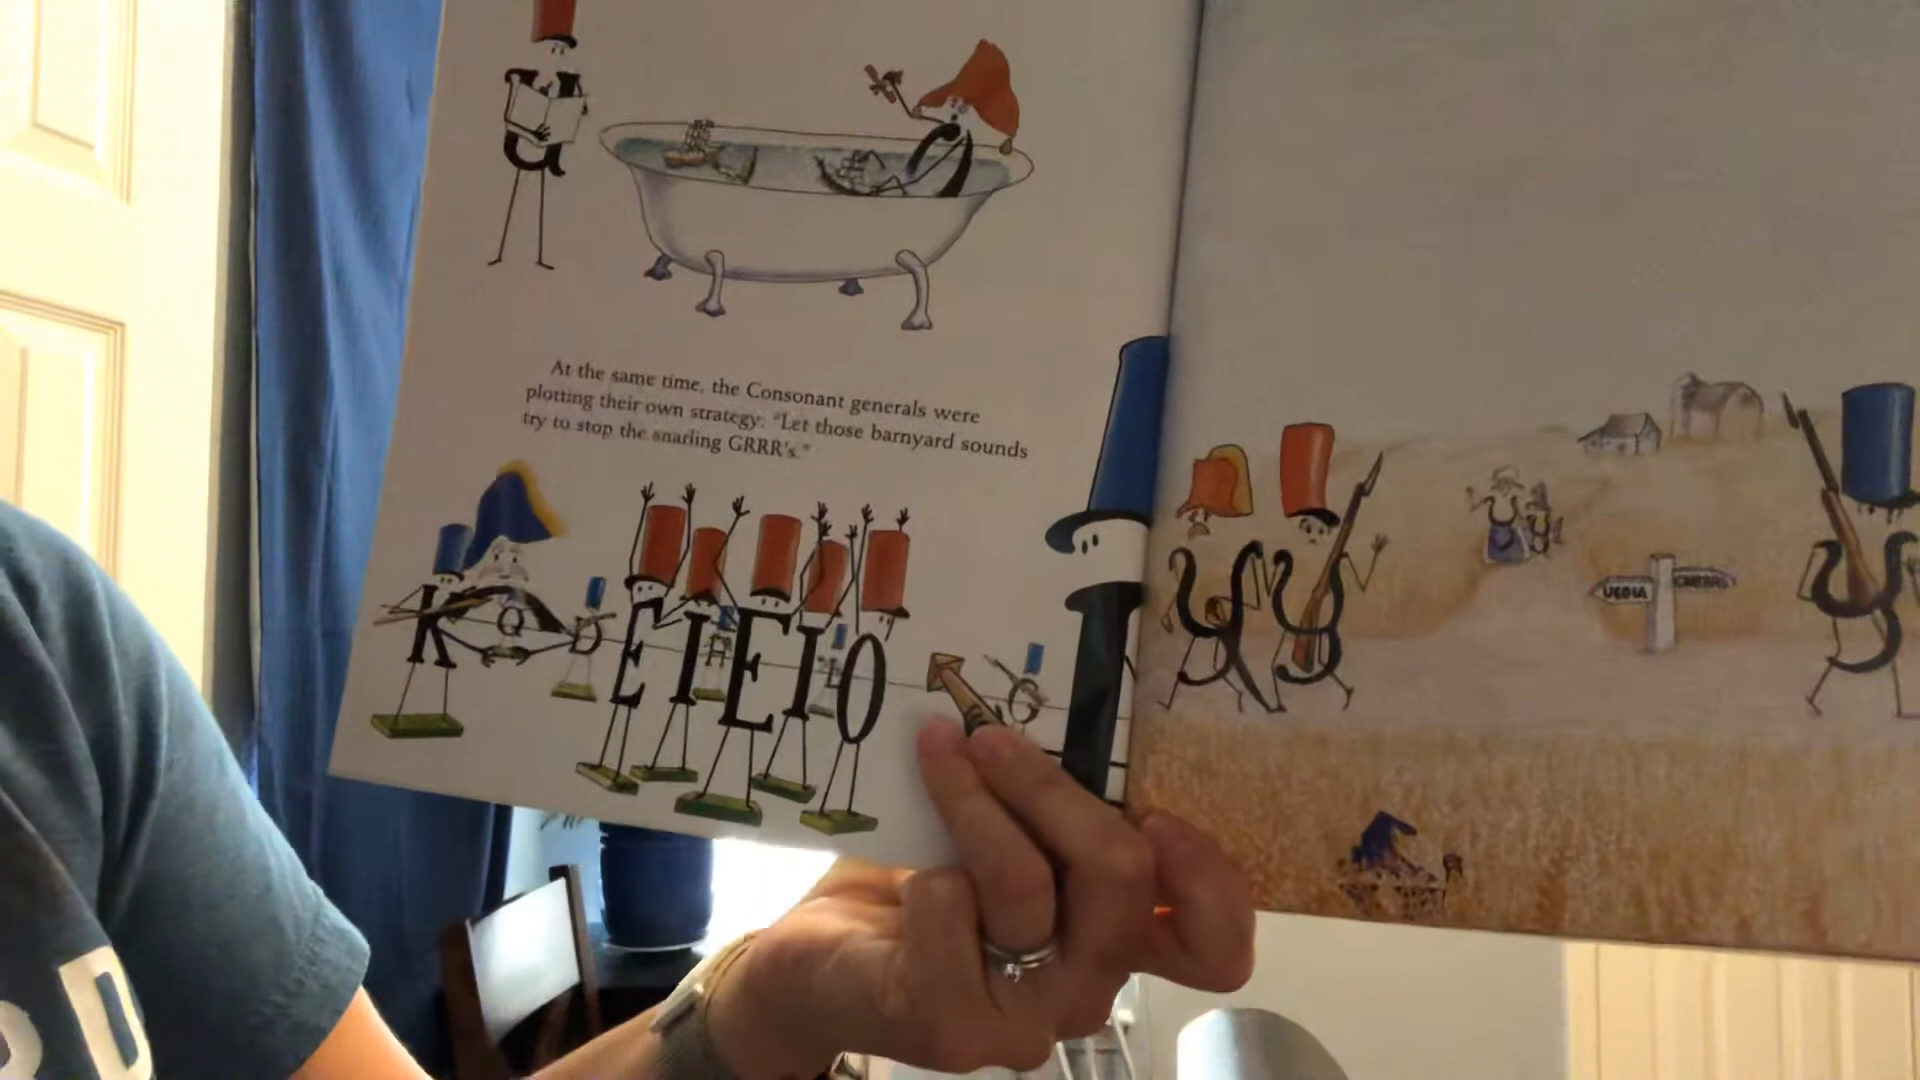 At the same time, the Consonant generals were
plotting their own strategy: "Let those barnyard sounds
try to stop the snarling GRRR's."
K Q D E I E I O